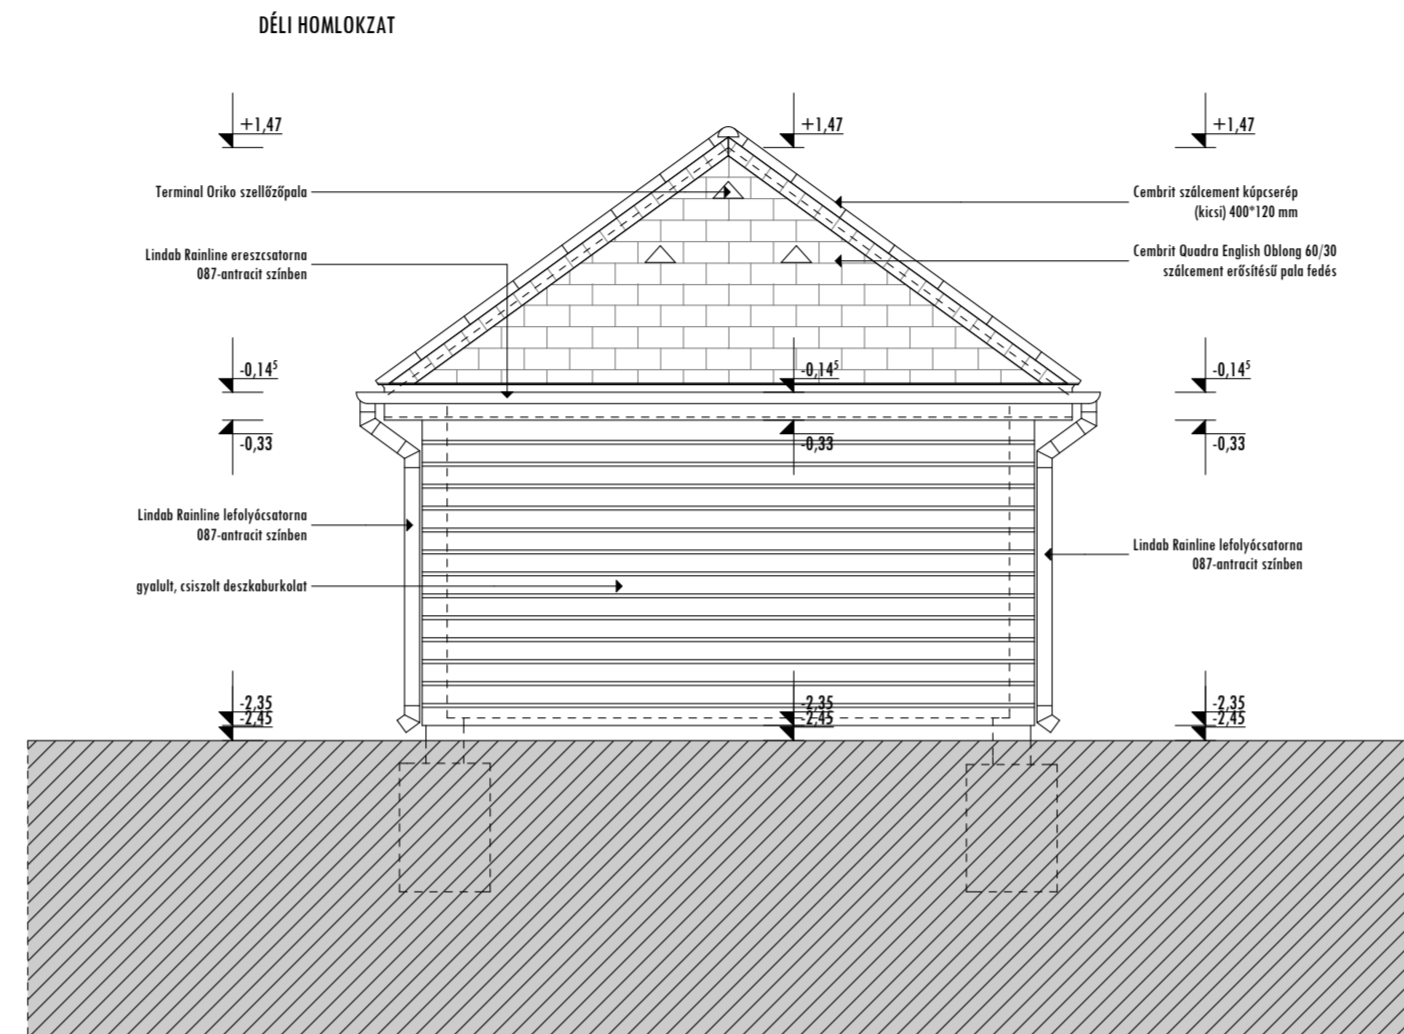 DÉLI HOMLOKZAT
+1,47
+1,47
+1,47
Terminal Oriko szellőzőpala
Cembrit szálcement kúpcserép
(kicsi) 400*120 mm
Lindab Rainline ereszcsatorna
087-antracit színben
Cembrit Quadra English Oblong 60/30
szálcement erősítésű pala fedés
-0,14⁵
-0,14⁵
-0,14⁵
-0,33
-0,33
-0,33
Lindab Rainline lefolyócsatorna
087-antracit színben
Lindab Rainline lefolyócsatorna
087-antracit színben
gyalult, csiszolt deszkaburkolat
-2,35
-2,35
-2,35
-2,45
-2,45
-2,45